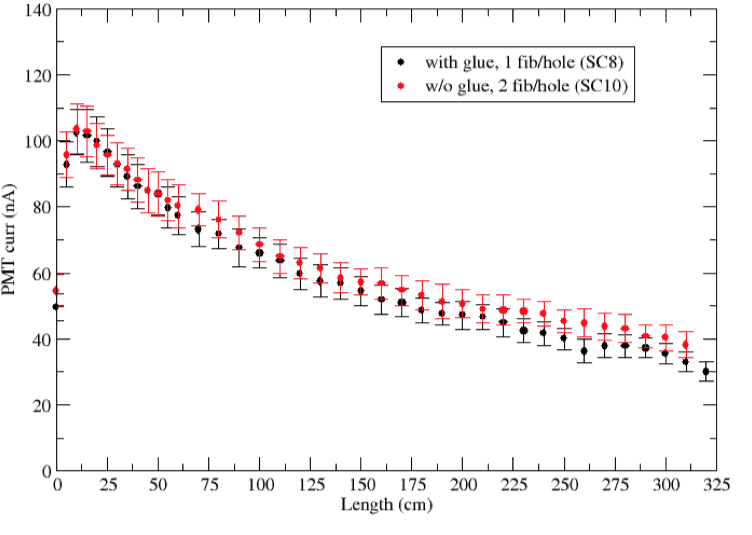 140
120
100
80
60
40
20
0
PMT curr (nA)
with glue, 1 fib/hole (SC8)
w/o glue, 2 fib/hole (SC10)
0 25 50 75 100 125 150 175 200 225 250 275 300 325
Length (cm)